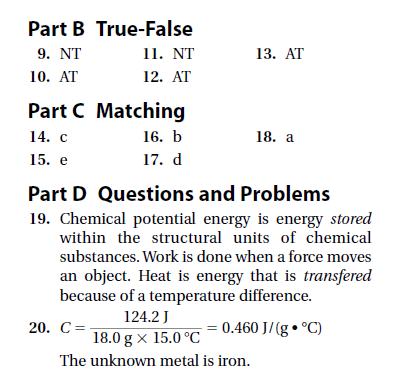 Part B True-False
9. NT 11. NT 13. AT
10. AT 12. AT
Part C Matching
14. c 16. b 18. a
15. e 17. d
Part D Questions and Problems
19. Chemical potential energy is energy stored
within the structural units of chemical
substances. Work is done when a force moves
an object. Heat is energy that is transfered
because of a temperature difference.
20. C = 124.2 J / 18.0 g × 15.0 °C = 0.460 J/(g • °C)
The unknown metal is iron.